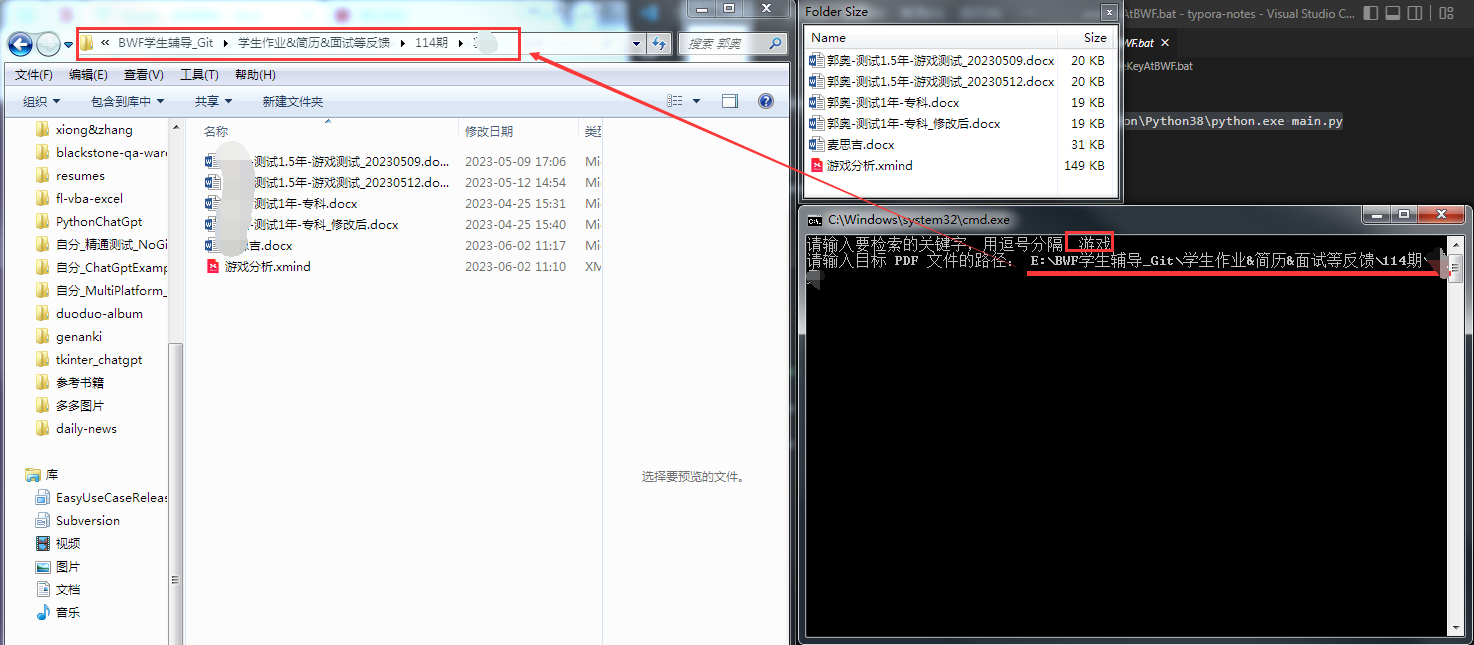 « BWF学生辅导_Git ▸ 学生作业&简历&面试等反馈 ▸ 114期 ▸
搜索 郭奥
文件(F) 编辑(E) 查看(V) 工具(T) 帮助(H)
组织 包含到库中 共享 新建文件夹
xiong&zhang
blackstone-qa-war
resumes
fl-vba-excel
PythonChatGpt
自分_精通测试_NoGi
自分_ChatGptExamp
自分_MultiPlatform_
duoduo-album
genanki
tkinter_chatgpt
参考书籍
多多图片
daily-news
库
EasyUseCaseReleas
Subversion
视频
图片
文档
音乐
名称 修改日期 类型
-测试1.5年-游戏测试_20230509.do... 2023-05-09 17:06 Mi
-测试1.5年-游戏测试_20230512.do... 2023-05-12 14:54 Mi
-测试1年-专科.docx 2023-04-25 15:31 Mi
-测试1年-专科_修改后.docx 2023-04-25 15:40 Mi
思言.docx 2023-06-02 11:17 Mi
游戏分析.xmind 2023-06-02 11:10 XM
选择要预览的文件。
Folder Size
Name Size
郭奥-测试1.5年-游戏测试_20230509.docx 20 KB
郭奥-测试1.5年-游戏测试_20230512.docx 20 KB
郭奥-测试1年-专科.docx 19 KB
郭奥-测试1年-专科_修改后.docx 19 KB
麦思言.docx 31 KB
游戏分析.xmind 149 KB
AtBWF.bat - typora-notes - Visual Studio C...
WF.bat
eKeyAtBWF.bat
on\Python38\python.exe main.py
C:\Windows\system32\cmd.exe
请输入要检索的关键字，用逗号分隔 游戏
请输入目标 PDF 文件的路径： E:\BWF学生辅导_Git\学生作业&简历&面试等反馈\114期\